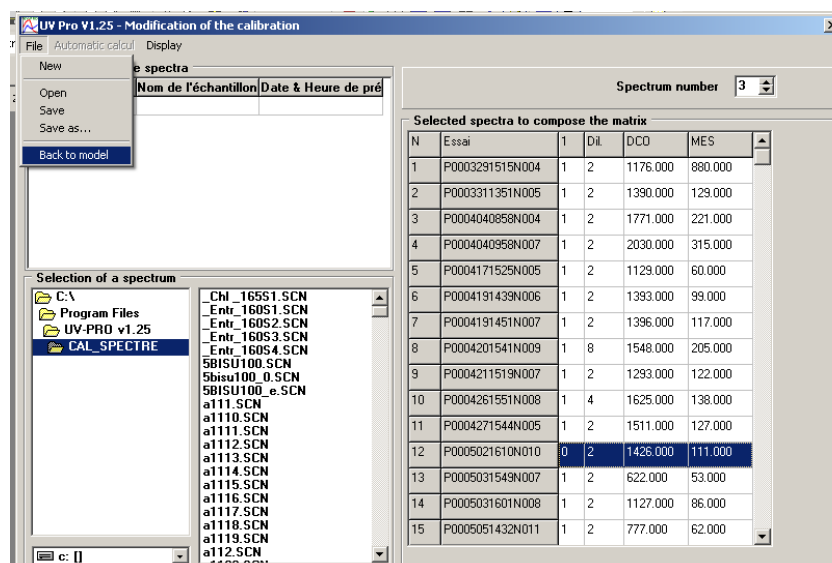 UV Pro V1.25 - Modification of the calibration
File Automatic calcul Display
New
Open
Save
Save as...
Back to model
e spectra
Nom de l'échantillon Date & Heure de pré
Spectrum number 3
Selected spectra to compose the matrix
N Essai 1 Dil. DCO MES
1 P0003291515N004 1 2 1176.000 880.000
2 P0003311351N005 1 2 1390.000 129.000
3 P0004040858N004 1 2 1771.000 221.000
4 P0004040958N007 1 2 2030.000 315.000
5 P0004171525N005 1 2 1129.000 60.000
6 P0004191439N006 1 2 1393.000 99.000
7 P0004191451N007 1 2 1396.000 117.000
8 P0004201541N009 1 8 1548.000 205.000
9 P0004211519N007 1 2 1293.000 122.000
10 P0004261551N008 1 4 1625.000 138.000
11 P0004271544N005 1 2 1511.000 127.000
12 P0005021610N010 0 2 1426.000 111.000
13 P0005031549N007 1 2 622.000 53.000
14 P0005031601N008 1 2 1127.000 86.000
15 P0005051432N011 1 2 777.000 62.000
Selection of a spectrum
C:\
Program Files
UV-PRO v1.25
CAL_SPECTRE
c: []
_Chl_165S1.SCN
_Entr_160S1.SCN
_Entr_160S2.SCN
_Entr_160S3.SCN
_Entr_160S4.SCN
5BISU100.SCN
5bisu100_0.SCN
5BISU100_e.SCN
a111.SCN
a1110.SCN
a1111.SCN
a1112.SCN
a1113.SCN
a1114.SCN
a1115.SCN
a1116.SCN
a1117.SCN
a1118.SCN
a1119.SCN
a112.SCN